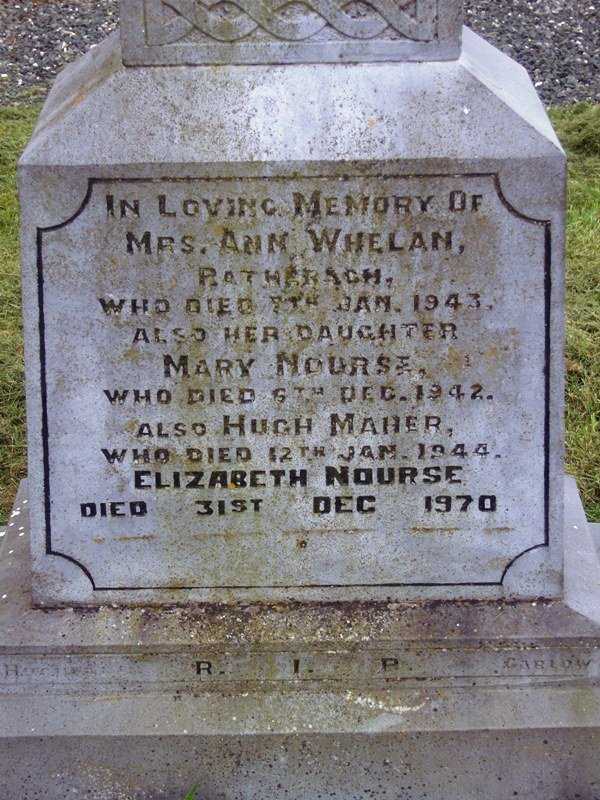 In Loving Memory Of
Mrs. Ann Whelan,
Ratherach,
who died 7th Jan. 1943.
also her daughter
Mary Nourse,
who died 6th Dec. 1942.
also Hugh Maher,
who died 12th Jan. 1944.
ELIZABETH NOURSE
DIED 31ST DEC 1970
R. I. P.
Carlow